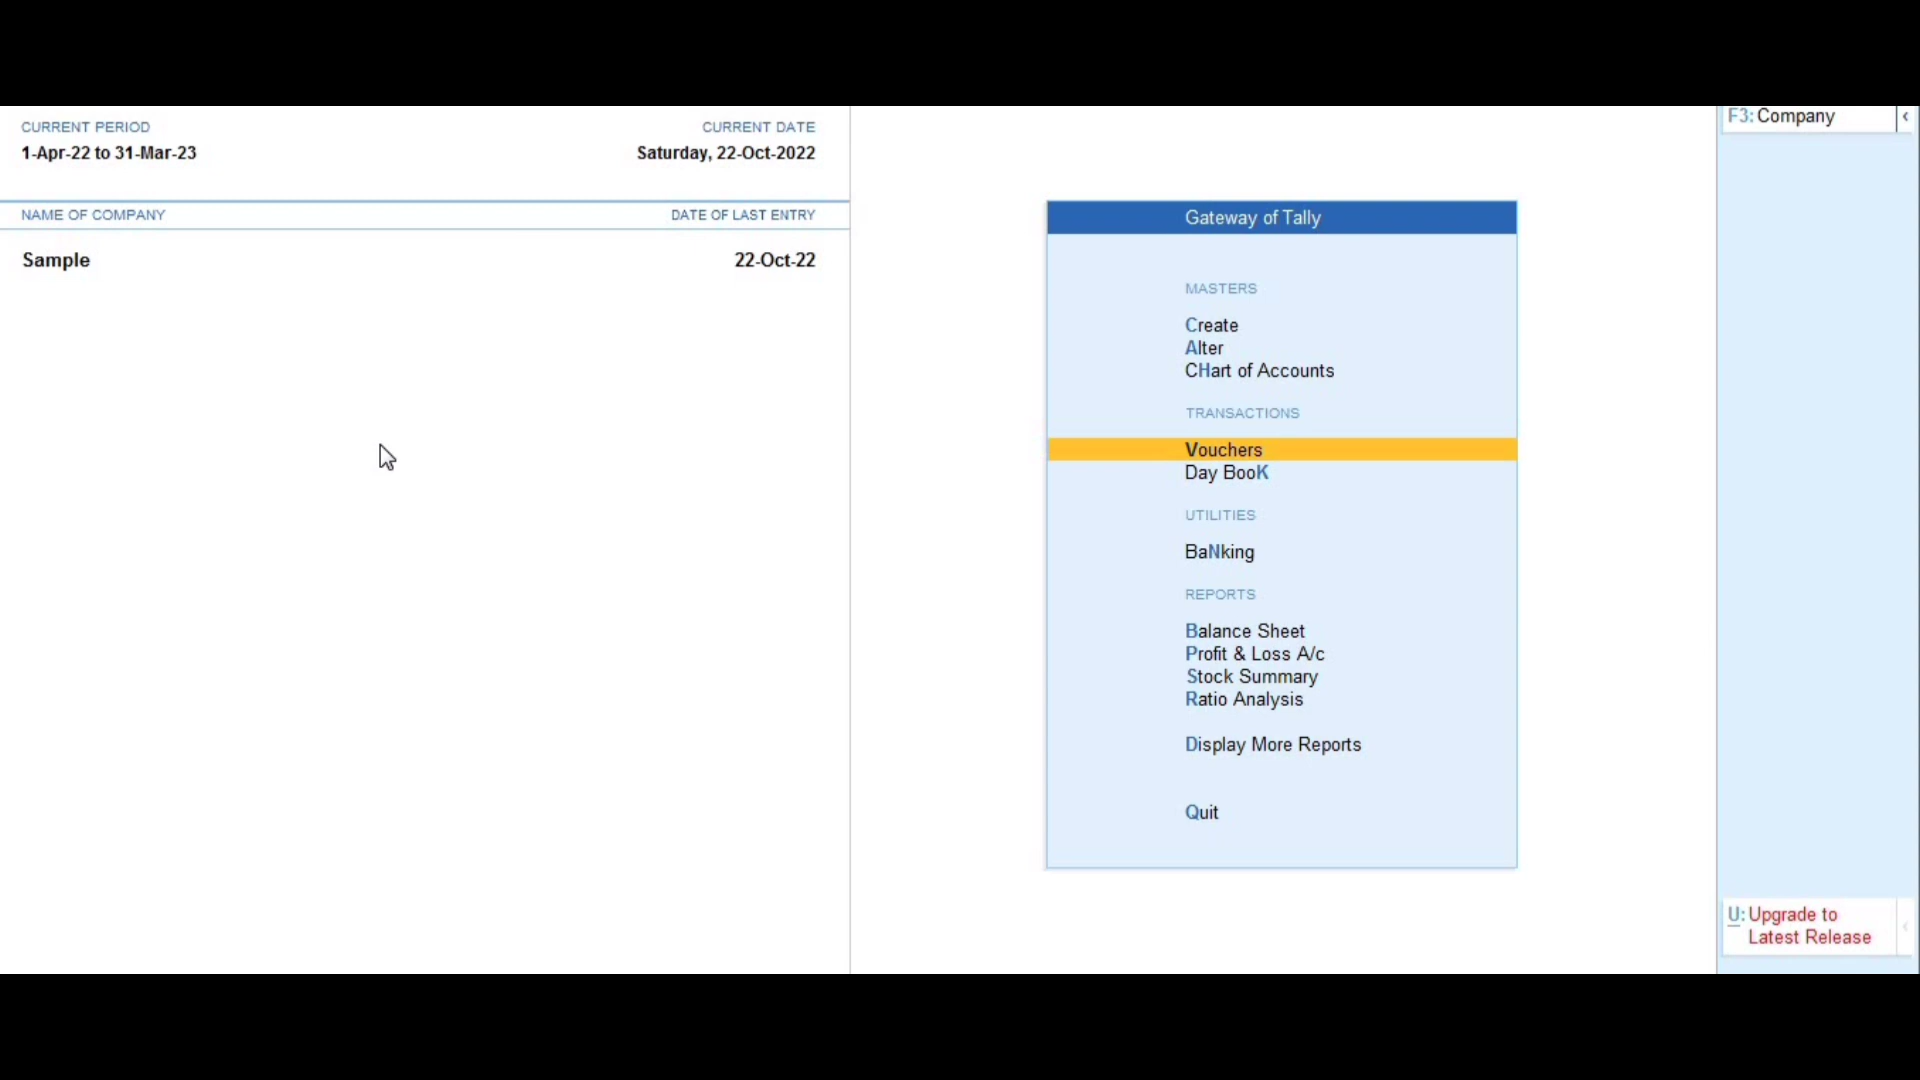 CURRENT PERIOD
CURRENT DATE
1-Apr-22 to 31-Mar-23
Saturday, 22-Oct-2022
NAME OF COMPANY
DATE OF LAST ENTRY
Sample
22-Oct-22
Gateway of Tally
MASTERS
Create
Alter
CHart of Accounts
TRANSACTIONS
Vouchers
Day BooK
UTILITIES
BaNking
REPORTS
Balance Sheet
Profit & Loss A/c
Stock Summary
Ratio Analysis
Display More Reports
Quit
F3: Company
U: Upgrade to
Latest Release